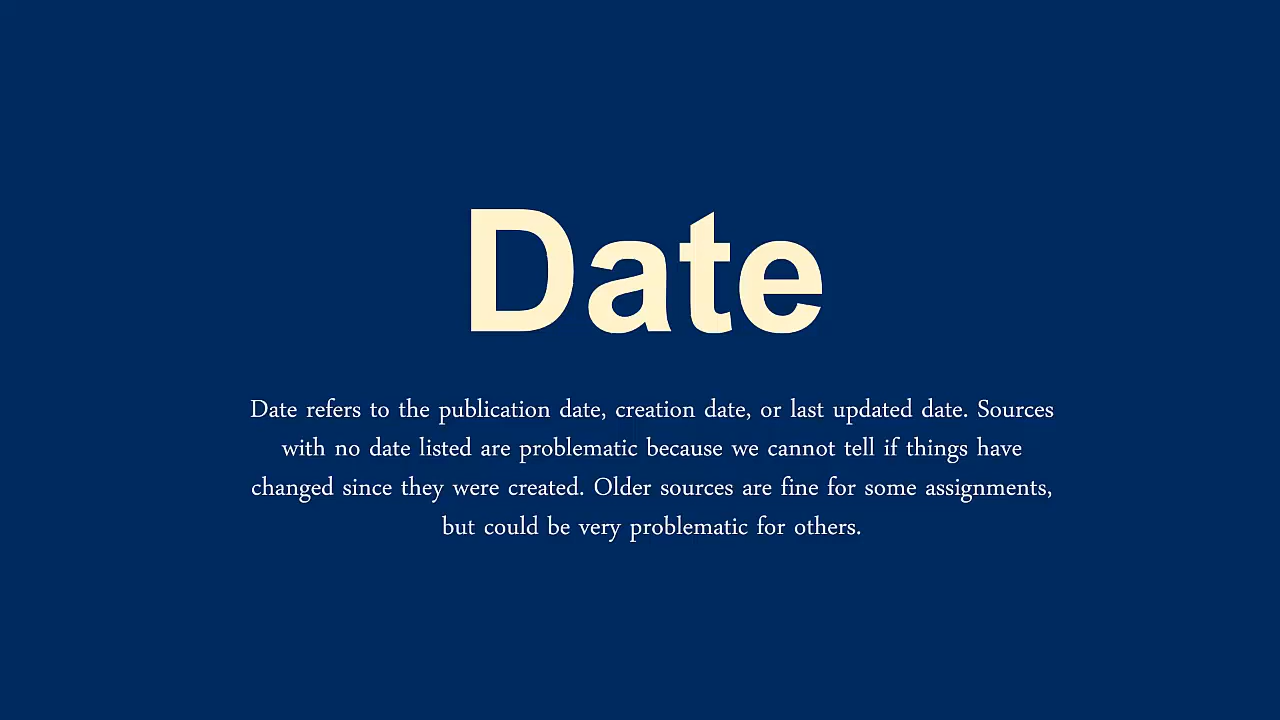 Date
Date refers to the publication date, creation date, or last updated date. Sources
with no date listed are problematic because we cannot tell if things have
changed since they were created. Older sources are fine for some assignments,
but could be very problematic for others.